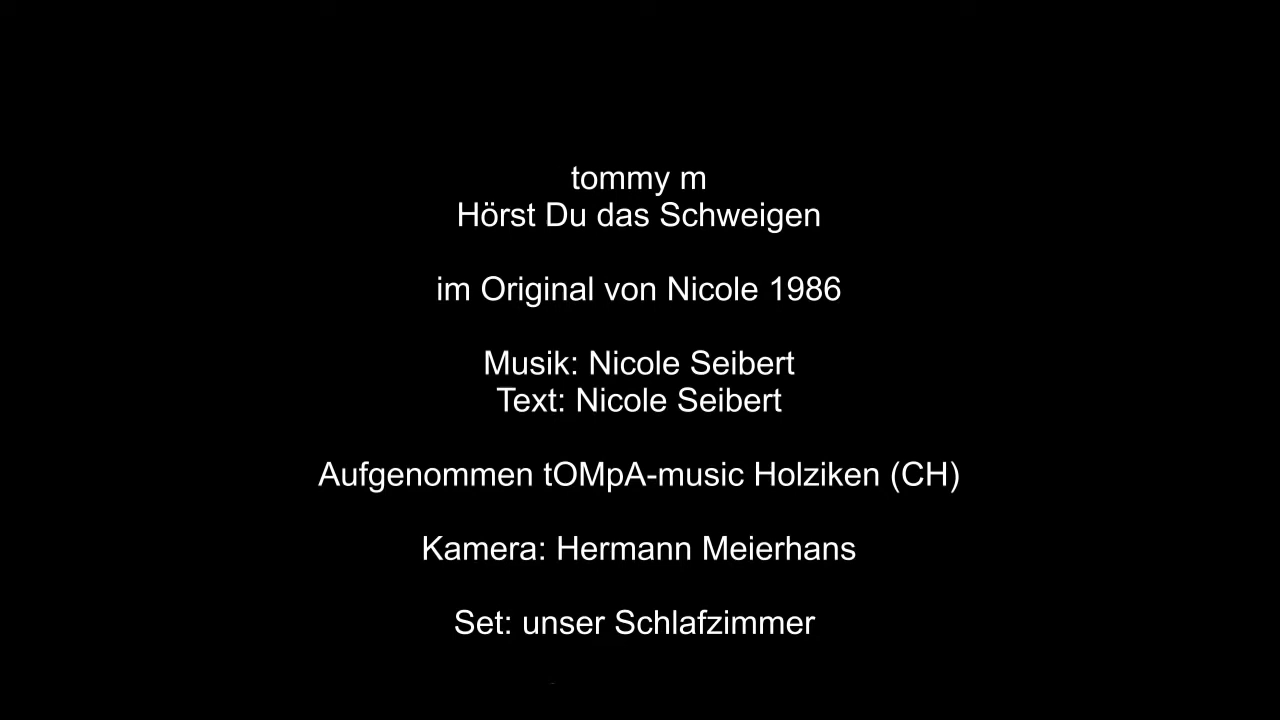 tommy m
Hörst Du das Schweigen
im Original von Nicole 1986
Musik: Nicole Seibert
Text: Nicole Seibert
Aufgenommen tOMpA-music Holziken (CH)
Kamera: Hermann Meierhans
Set: unser Schlafzimmer